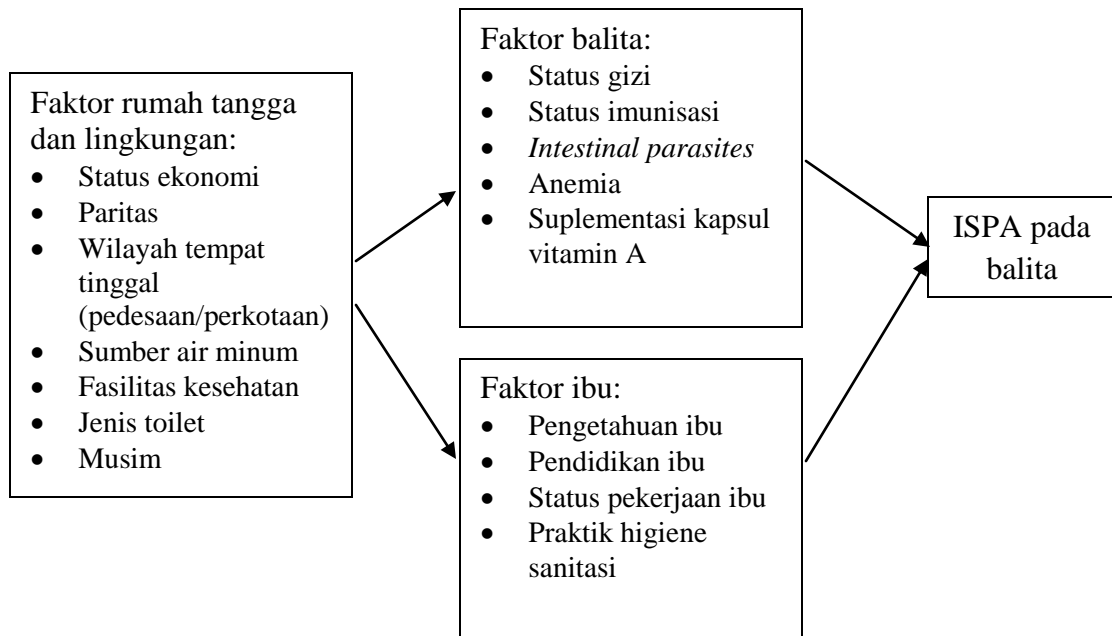 Faktor rumah tangga
dan lingkungan:
• Status ekonomi
• Paritas
• Wilayah tempat
tinggal
(pedesaan/perkotaan)
• Sumber air minum
• Fasilitas kesehatan
• Jenis toilet
• Musim
Faktor balita:
• Status gizi
• Status imunisasi
• Intestinal parasites
• Anemia
• Suplementasi kapsul
vitamin A
Faktor ibu:
• Pengetahuan ibu
• Pendidikan ibu
• Status pekerjaan ibu
• Praktik higiene
sanitasi
ISPA pada
balita